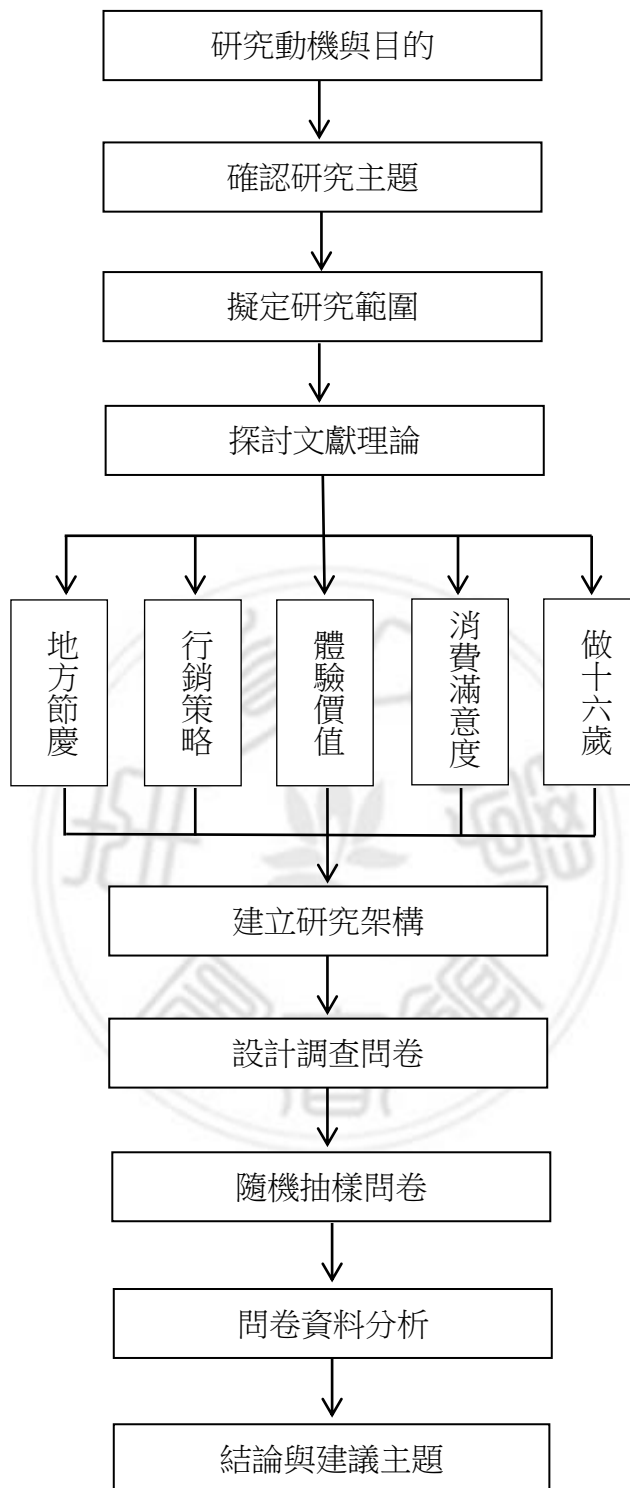 研究動機與目的
確認研究主題
擬定研究範圍
探討文獻理論
地方節慶
行銷策略
體驗價值
消費滿意度
做十六歲
建立研究架構
設計調查問卷
隨機抽樣問卷
問卷資料分析
結論與建議主題